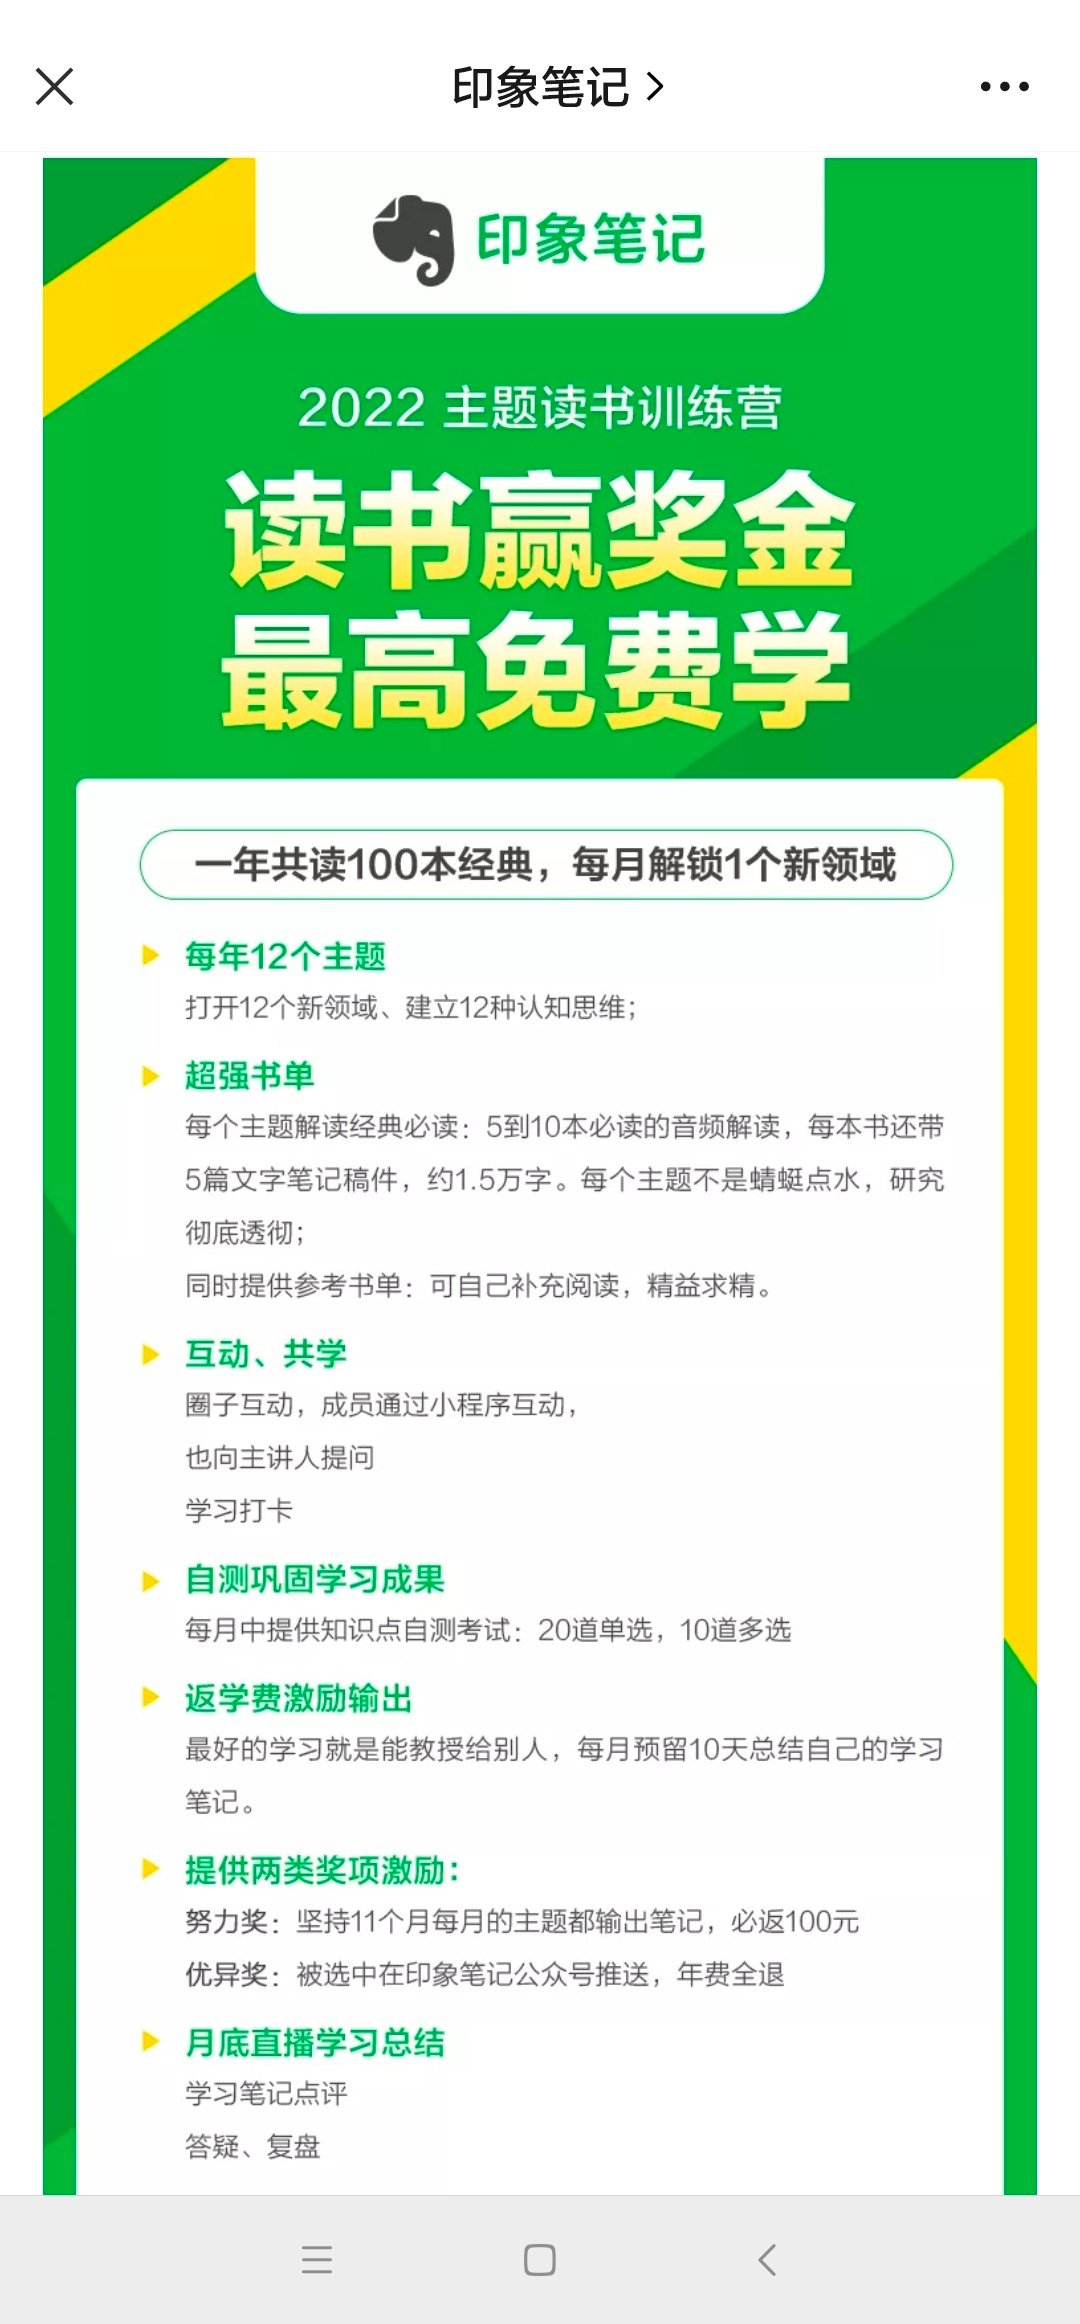 印象笔记
印象笔记
2022 主题读书训练营
读书赢奖金
最高免费学
一年共读100本经典，每月解锁1个新领域
每年12个主题
打开12个新领域、建立12种认知思维；
超强书单
每个主题解读经典必读：5到10本必读的音频解读，每本书还带
5篇文字笔记稿件，约1.5万字。每个主题不是蜻蜓点水，研究
彻底透彻；
同时提供参考书单：可自己补充阅读，精益求精。
互动、共学
圈子互动，成员通过小程序互动，
也向主讲人提问
学习打卡
自测巩固学习成果
每月中提供知识点自测考试：20道单选，10道多选
返学费激励输出
最好的学习就是能教授给别人，每月预留10天总结自己的学习
笔记。
提供两类奖项激励：
努力奖：坚持11个月每月的主题都输出笔记，必返100元
优异奖：被选中在印象笔记公众号推送，年费全退
月底直播学习总结
学习笔记点评
答疑、复盘